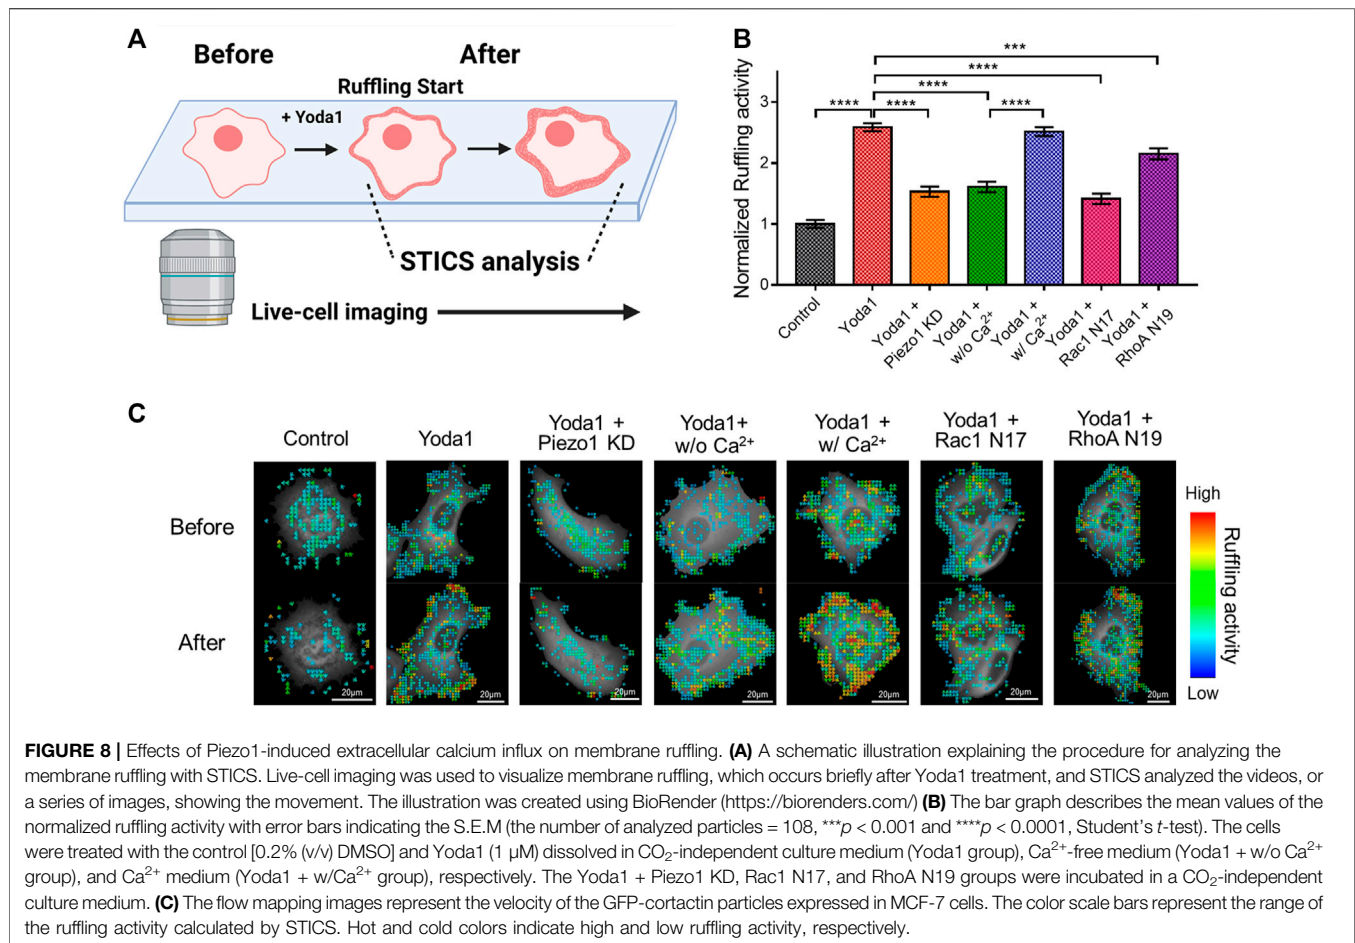 A
Before
After
Ruffling Start
+ Yoda1
STICS analysis
Live-cell imaging
B
Normalized Ruffling activity
3
2
1
0
****
****
****
****
****
***
Control
Yoda1
Yoda1 +
Piezo1 KD
Yoda1 +
w/o Ca²⁺
Yoda1 +
w/ Ca²⁺
Yoda1 +
Rac1 N17
Yoda1 +
RhoA N19
C
Control
Yoda1
Yoda1 +
Piezo1 KD
Yoda1+
w/o Ca²⁺
Yoda1 +
w/ Ca²⁺
Yoda1 +
Rac1 N17
Yoda1 +
RhoA N19
Before
After
20μm
20μm
20μm
20μm
20μm
20μm
20μm
High
Ruffling activity
Low
FIGURE 8 | Effects of Piezo1-induced extracellular calcium influx on membrane ruffling. (A) A schematic illustration explaining the procedure for analyzing the
membrane ruffling with STICS. Live-cell imaging was used to visualize membrane ruffling, which occurs briefly after Yoda1 treatment, and STICS analyzed the videos, or
a series of images, showing the movement. The illustration was created using BioRender (https://biorenders.com/) (B) The bar graph describes the mean values of the
normalized ruffling activity with error bars indicating the S.E.M (the number of analyzed particles = 108, ***p < 0.001 and ****p < 0.0001, Student's t-test). The cells
were treated with the control [0.2% (v/v) DMSO] and Yoda1 (1 μM) dissolved in CO₂-independent culture medium (Yoda1 group), Ca²⁺-free medium (Yoda1 + w/o Ca²⁺
group), and Ca²⁺ medium (Yoda1 + w/Ca²⁺ group), respectively. The Yoda1 + Piezo1 KD, Rac1 N17, and RhoA N19 groups were incubated in a CO₂-independent
culture medium. (C) The flow mapping images represent the velocity of the GFP-cortactin particles expressed in MCF-7 cells. The color scale bars represent the range of
the ruffling activity calculated by STICS. Hot and cold colors indicate high and low ruffling activity, respectively.